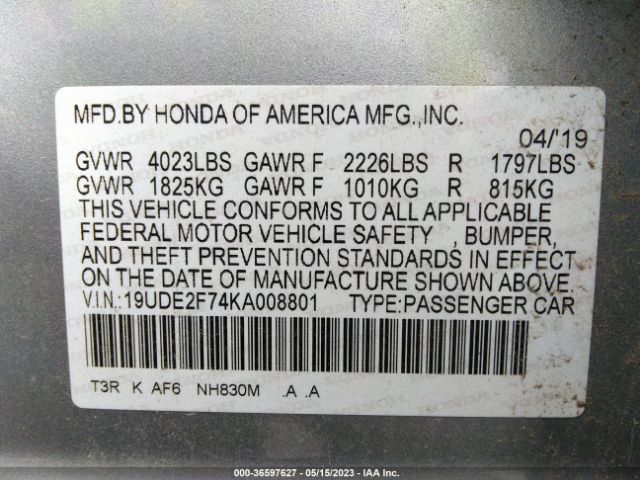 MFD.BY HONDA OF AMERICA MFG.,INC.
04/'19
GVWR 4023LBS GAWR F 2226LBS R 1797LBS
GVWR 1825KG GAWR F 1010KG R 815KG
THIS VEHICLE CONFORMS TO ALL APPLICABLE
FEDERAL MOTOR VEHICLE SAFETY , BUMPER,
AND THEFT PREVENTION STANDARDS IN EFFECT
ON THE DATE OF MANUFACTURE SHOWN ABOVE.
V.I.N.:19UDE2F74KA008801 TYPE:PASSENGER CAR
T3R K AF6 NH830M .A .A
000-36597627 - 05/15/2023 - IAA Inc.